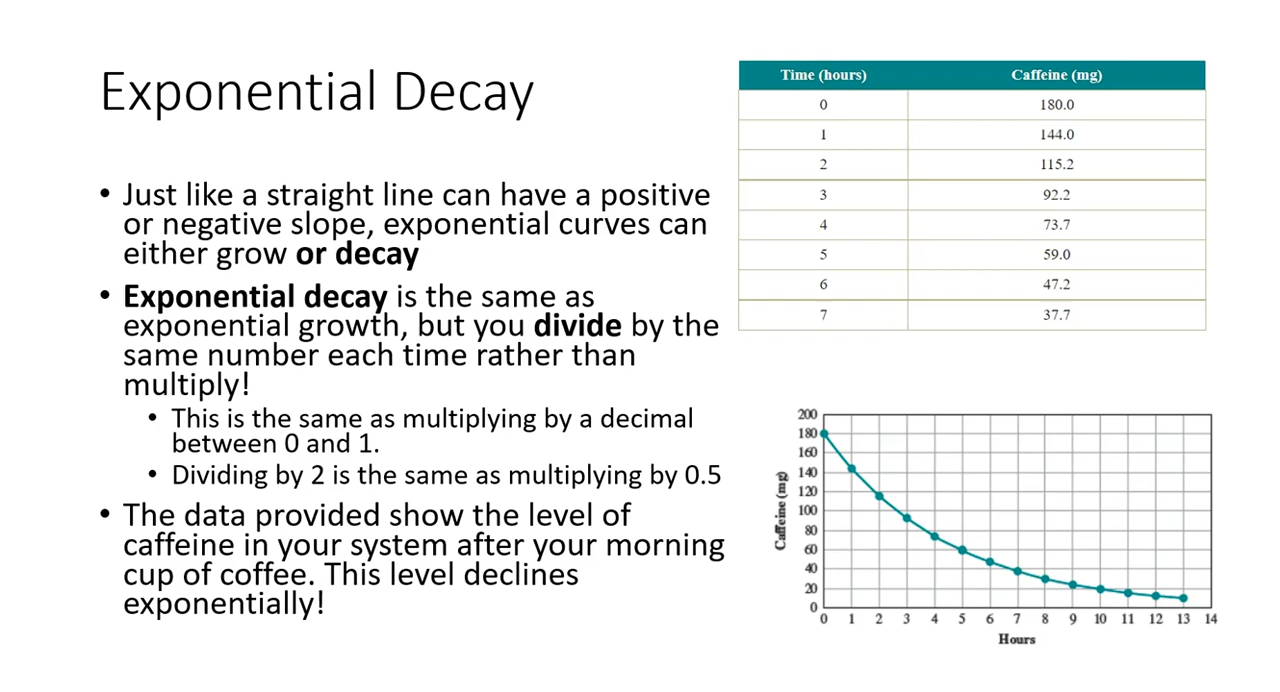 Exponential Decay
• Just like a straight line can have a positive
or negative slope, exponential curves can
either grow or decay
• Exponential decay is the same as
exponential growth, but you divide by the
same number each time rather than
multiply!
• This is the same as multiplying by a decimal
between 0 and 1.
• Dividing by 2 is the same as multiplying by 0.5
• The data provided show the level of
caffeine in your system after your morning
cup of coffee. This level declines
exponentially!
Time (hours) Caffeine (mg)
0 180.0
1 144.0
2 115.2
3 92.2
4 73.7
5 59.0
6 47.2
7 37.7
Caffeine (mg)
200
180
160
140
120
100
80
60
40
20
0
0 1 2 3 4 5 6 7 8 9 10 11 12 13 14
Hours